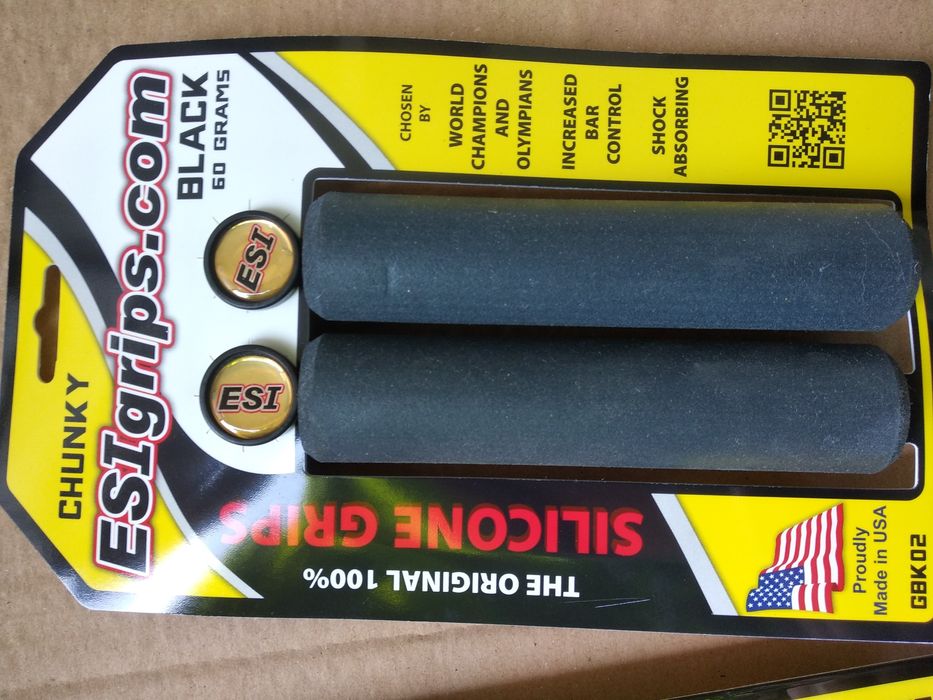 CHUNKY
ESIgrips.com
BLACK
60 GRAMS
ESI
ESI
CHOSEN
BY
WORLD
CHAMPIONS
AND
OLYMPIANS
INCREASED
BAR
CONTROL
SHOCK
ABSORBING
THE ORIGINAL 100%
SILICONE GRIPS
Proudly
Made in USA
GBK02